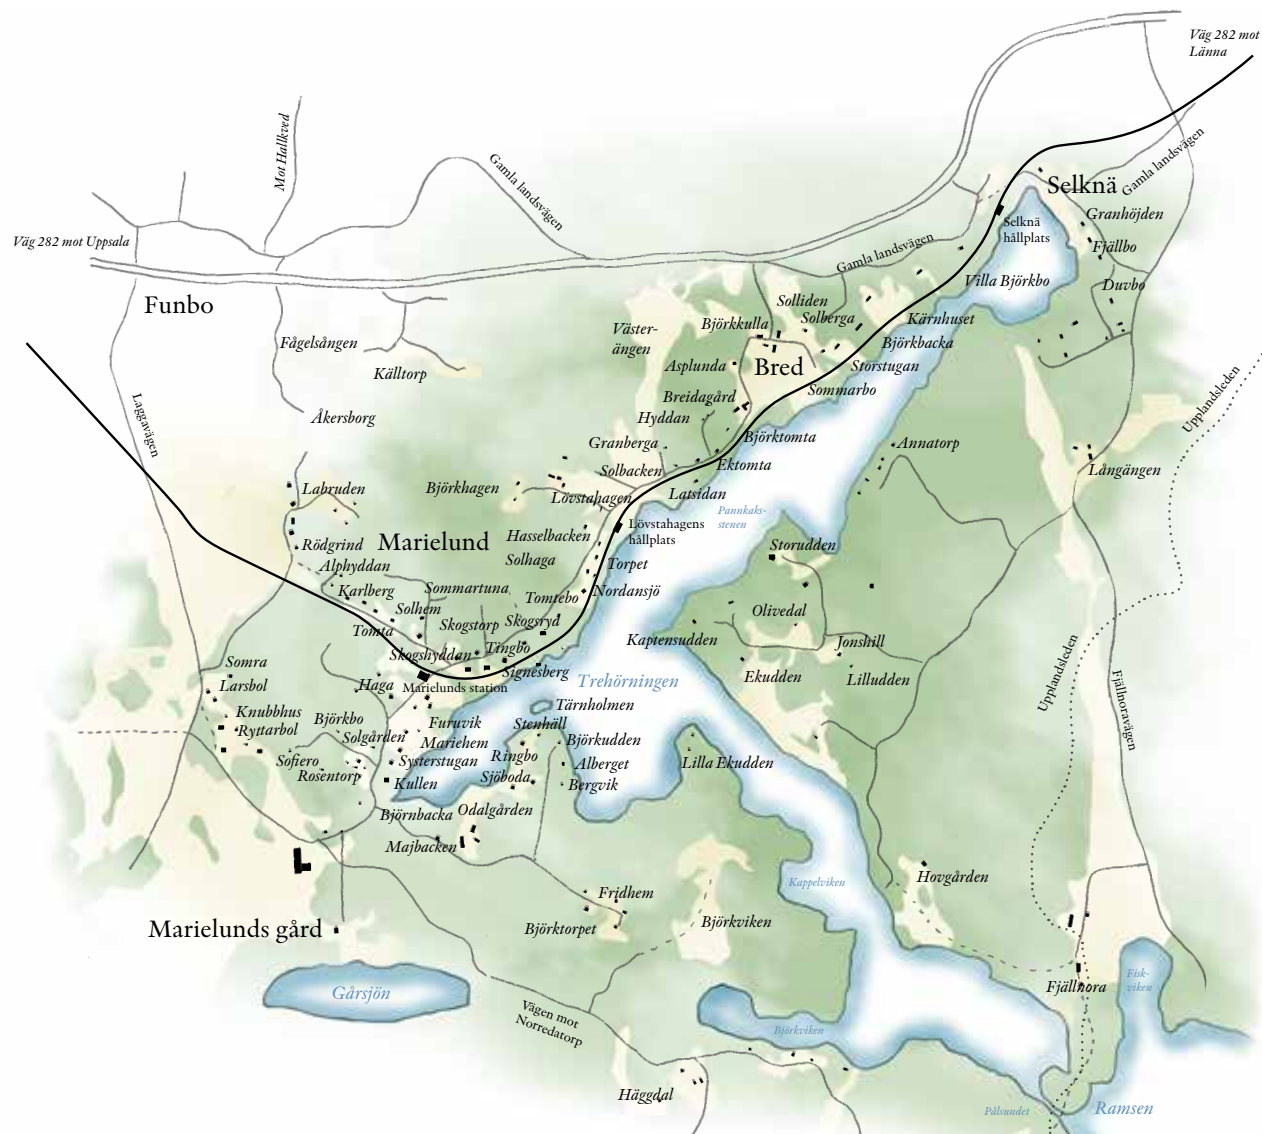 Väg 282 mot
Länna
Mot Hallkved
Gamla landsvägen
Gamla landsvägen
Selknä
Granhöjden
Selknä
hållplats
Väg 282 mot Uppsala
Gamla landsvägen
Fjällbo
Villa Björkbo
Duvbo
Funbo
Solliden
Solberga
Kärnhuset
Väster-
ängen
Björkkulla
Björkbacka
Fågelsången
Källtorp
Asplunda
Bred
Storstugan
Sommarbo
Upplandsleden
Laggavägen
Åkersborg
Breidagård
Hyddan
Björktomta
Granberga
Annatorp
Solbacken
Ektomta
Långängen
Labruden
Björkhagen
Lövstahagen
Latsidan
Pannkaks-
stenen
Lövstahagens
hållplats
Marielund
Hasselbacken
Rödgrind
Solhaga
Torpet
Storudden
Alphyddan
Karlberg
Sommartuna
Tomtebo
Nordansjö
Solhem
Skogstorp
Skogsryd
Olivedal
Tomta
Kaptensudden
Jonshill
Skogshyddan
Tingbo
Signesberg
Somra
Larsbol
Haga
Marielunds station
Trehörningen
Ekudden
Lilludden
Upplandsleden
Fjällnoravägen
Tärnholmen
Knubbhus
Ryttarbol
Björkbo
Solgården
Furuvik
Mariehem
Stenhäll
Björkudden
Sofiero
Rosentorp
Systerstugan
Ringbo
Alberget
Lilla Ekudden
Kullen
Sjöboda
Bergvik
Björnbacka
Odalgården
Majbacken
Fridhem
Kappelviken
Hovgården
Marielunds gård
Björktorpet
Björkviken
Gårsjön
Fjällnora
Fisk-
viken
Vägen mot
Norredatorp
Björkviken
Häggdal
Pålsundet
Ramsen